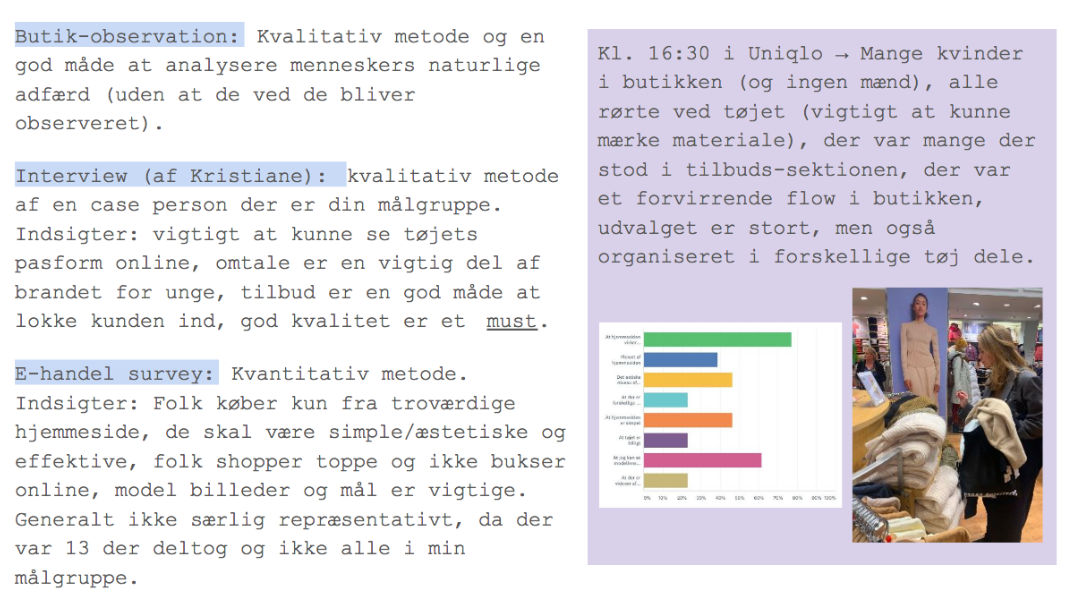 Butik-observation: Kvalitativ metode og en
god måde at analysere menneskers naturlige
adfærd (uden at de ved de bliver
observeret).
Interview (af Kristiane): kvalitativ metode
af en case person der er din målgruppe.
Indsigter: vigtigt at kunne se tøjets
pasform online, omtale er en vigtig del af
brandet for unge, tilbud er en god måde at
lokke kunden ind, god kvalitet er et must.
E-handel survey: Kvantitativ metode.
Indsigter: Folk køber kun fra troværdige
hjemmeside, de skal være simple/æstetiske og
effektive, folk shopper toppe og ikke bukser
online, model billeder og mål er vigtige.
Generalt ikke særlig repræsentativt, da der
var 13 der deltog og ikke alle i min
målgruppe.
Kl. 16:30 i Uniqlo → Mange kvinder
i butikken (og ingen mænd), alle
rørte ved tøjet (vigtigt at kunne
mærke materiale), der var mange der
stod i tilbuds-sektionen, der var
et forvirrende flow i butikken,
udvalget er stort, men også
organiseret i forskellige tøj dele.
At hjemmesiden
virker...
hjemmesiden
Det æstetiske
niveau af...
At der er
forskellige ...
At hjemmesiden
er simpel
At tøjet er
billigt
At jeg kan se
modellens...
At der er
0% 10% 20% 30% 40% 50% 60% 70% 80% 90% 100%